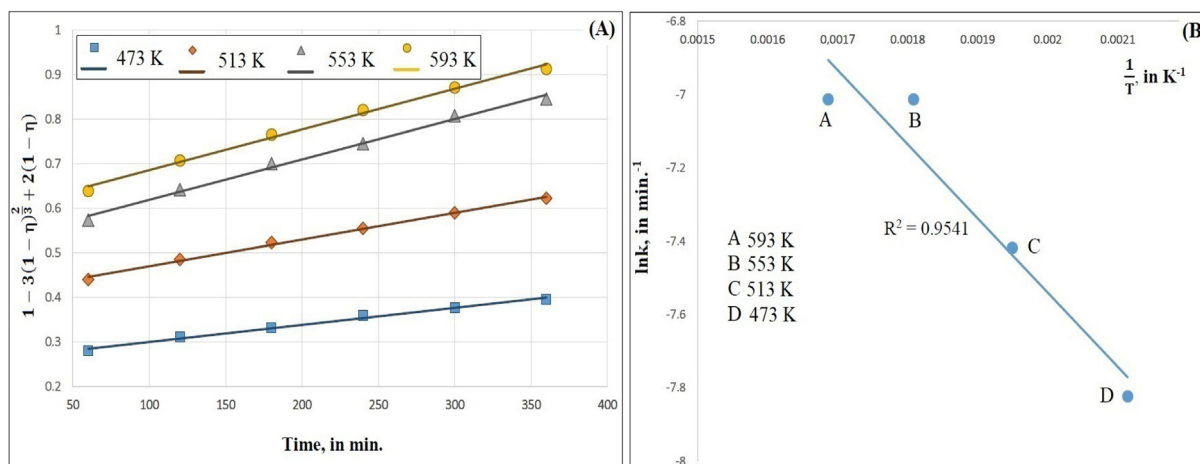 (A)
473 K 513 K 553 K 593 K
1 − 3(1 − η)^2/3 + 2(1 − η)
1
0.9
0.8
0.7
0.6
0.5
0.4
0.3
0.2
50 100 150 200 250 300 350 400
Time, in min.
(B)
-6.8
0.0015 0.0016 0.0017 0.0018 0.0019 0.002 0.0021
1/T, in K-1
-7
-7.2
-7.4
-7.6
-7.8
-8
lnk, in min.-1
A
B
C
D
R2 = 0.9541
A 593 K
B 553 K
C 513 K
D 473 K